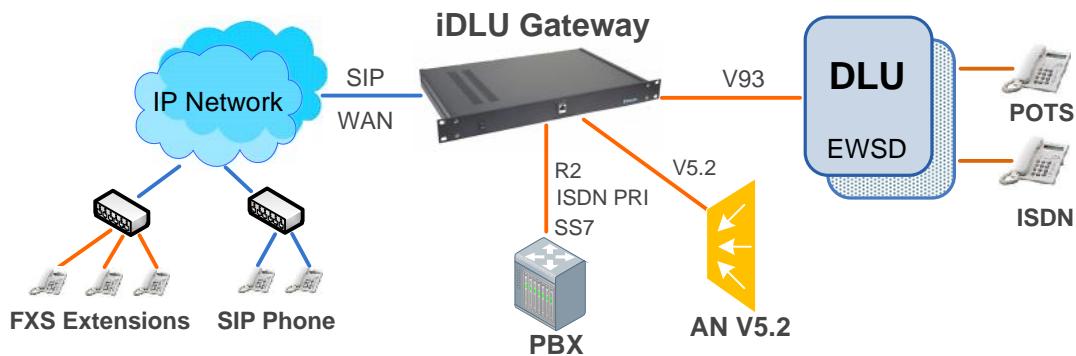 iDLU Gateway
SIP
WAN
IP Network
V93
DLU
EWSD
POTS
ISDN
R2
ISDN PRI
SS7
V5.2
FXS Extensions
SIP Phone
PBX
AN V5.2